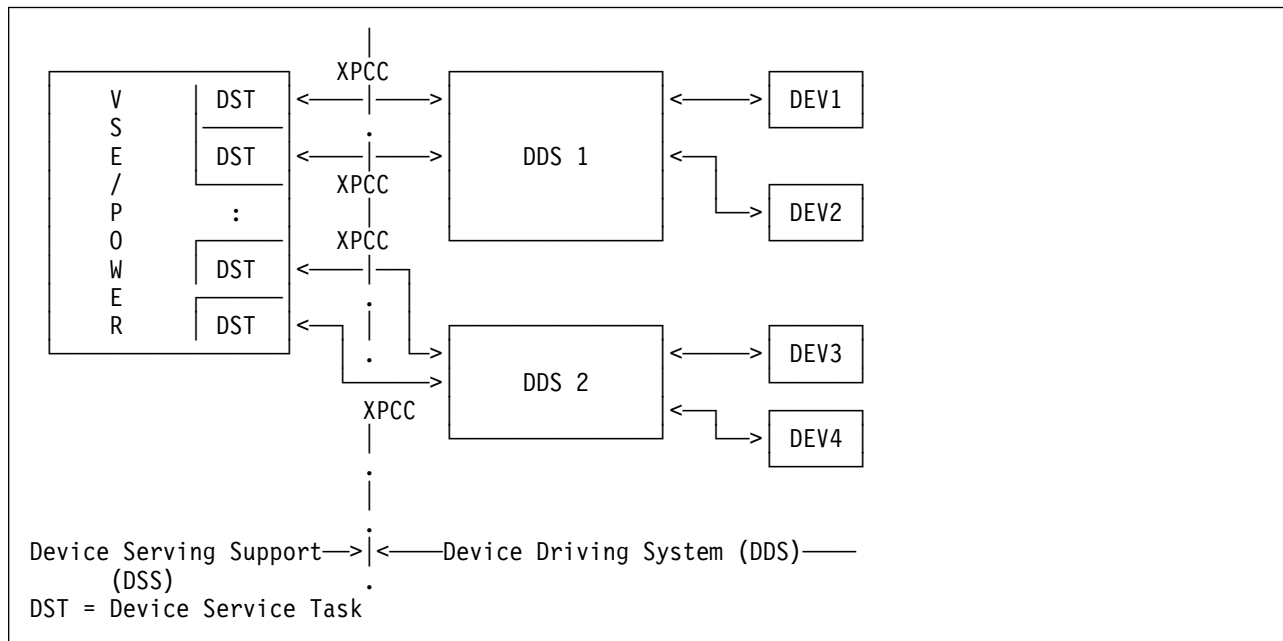 XPCC
V DST DEV1
S
E DST DDS 1
/ XPCC
P : DEV2
O XPCC
W DST
E
R DST DEV3
DDS 2
XPCC DEV4
Device Serving Support Device Driving System (DDS)
(DSS)
DST = Device Service Task